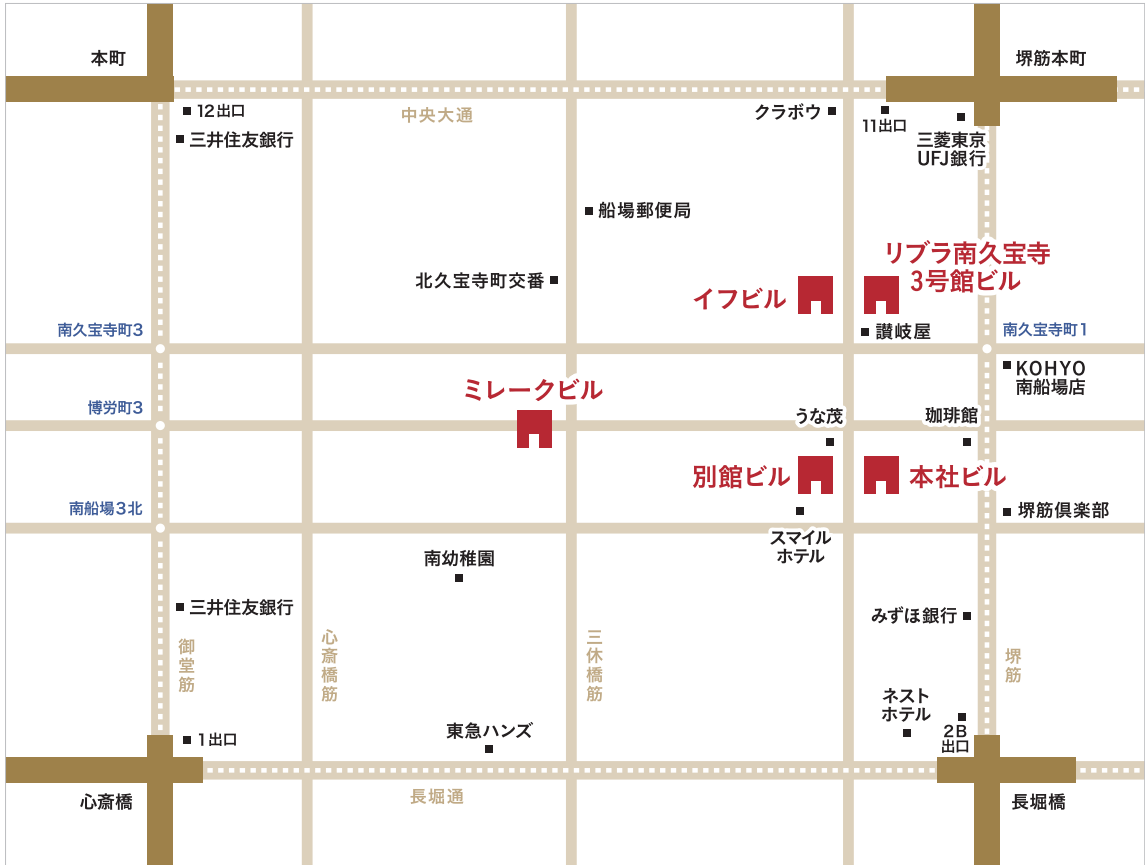 本町
堺筋本町
12出口
中央大通
クラボウ
11出口
三井住友銀行
三菱東京
UFJ銀行
船場郵便局
リブラ南久宝寺
3号館ビル
北久宝寺町交番
イフビル
南久宝寺町3
讃岐屋
南久宝寺町1
KOHYO
南船場店
ミレークビル
博労町3
うな茂
珈琲館
別館ビル
本社ビル
南船場3北
堺筋倶楽部
スマイル
ホテル
南幼稚園
三井住友銀行
みずほ銀行
御堂筋
心斎橋筋
三休橋筋
堺筋
ネスト
ホテル
東急ハンズ
1出口
2B
出口
心斎橋
長堀通
長堀橋